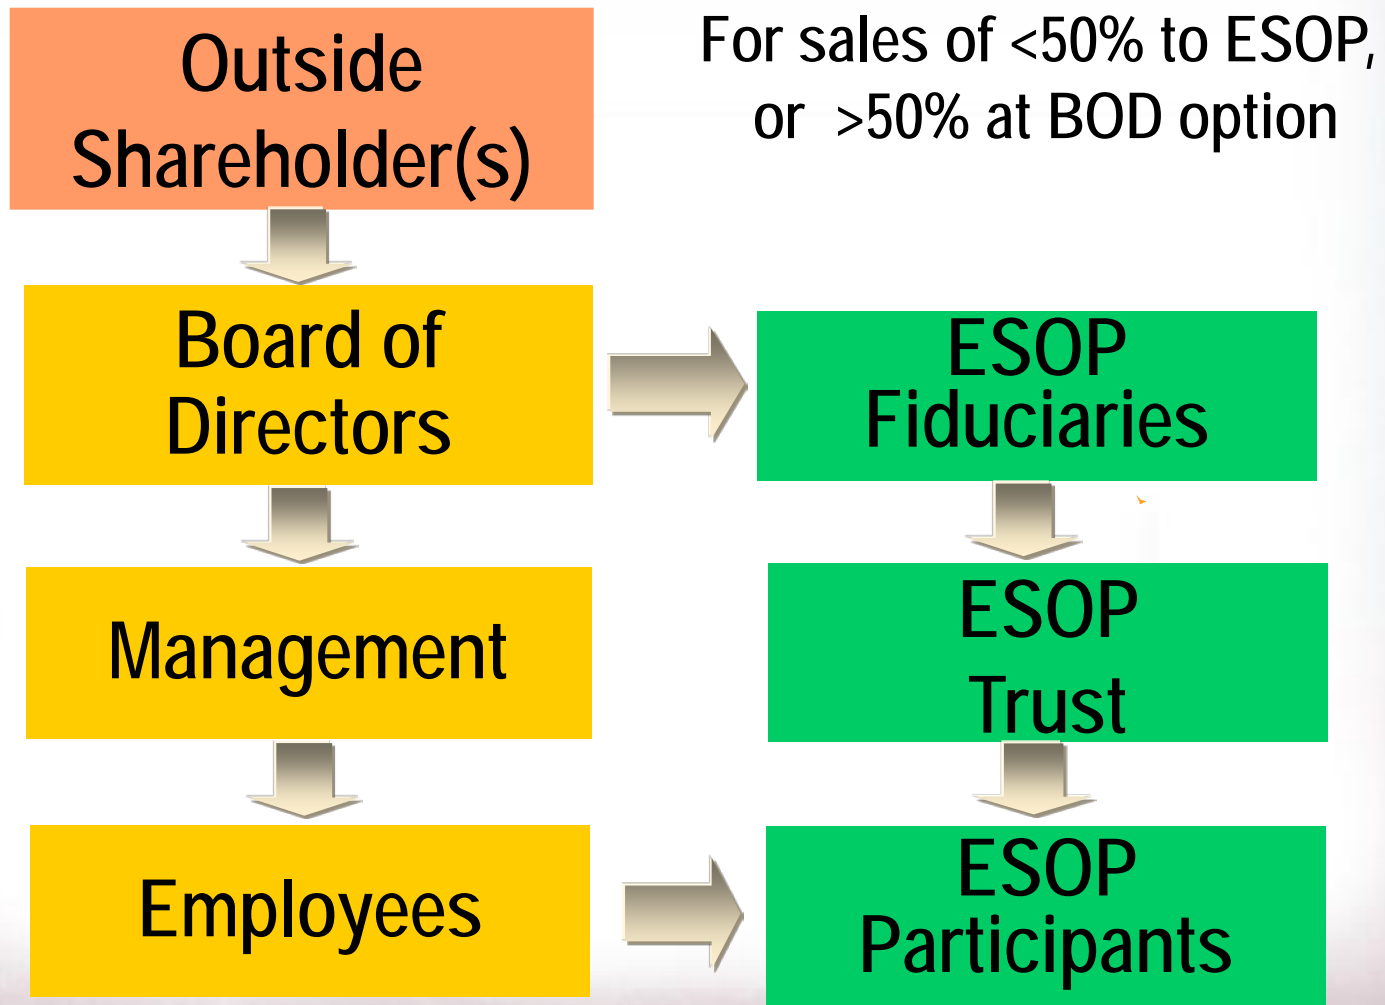 Outside
Shareholder(s)
For sales of <50% to ESOP,
or >50% at BOD option
Board of
Directors
ESOP
Fiduciaries
Management
ESOP
Trust
Employees
ESOP
Participants